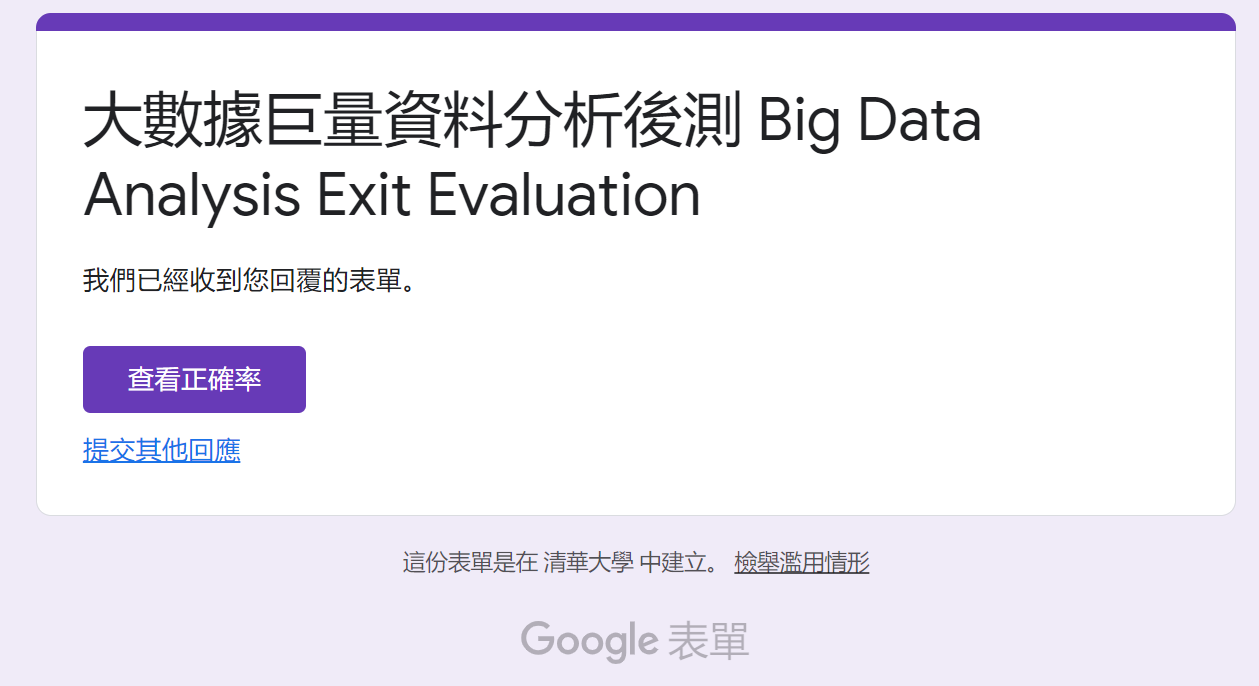 大數據巨量資料分析後測 Big Data
Analysis Exit Evaluation
我們已經收到您回覆的表單。
查看正確率
提交其他回應
這份表單是在 清華大學 中建立。 檢舉濫用情形
Google 表單